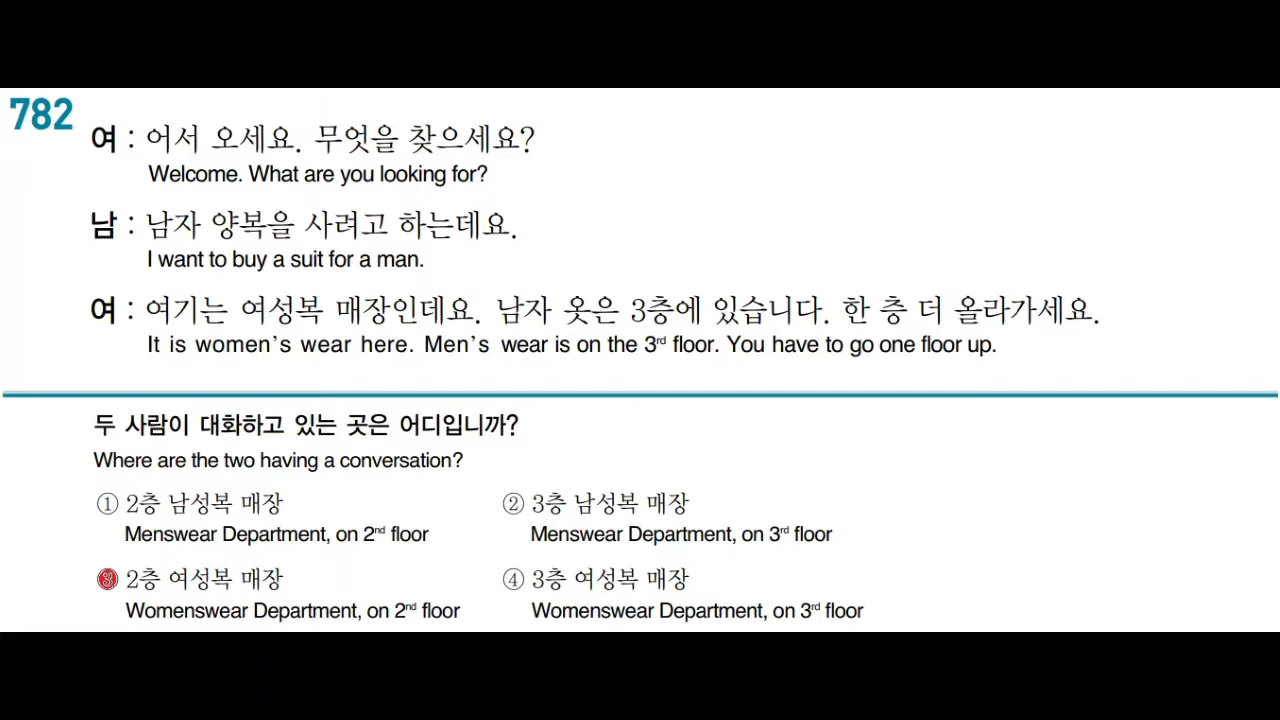 782
여 : 어서 오세요. 무엇을 찾으세요?
Welcome. What are you looking for?
남 : 남자 양복을 사려고 하는데요.
I want to buy a suit for a man.
여 : 여기는 여성복 매장인데요. 남자 옷은 3층에 있습니다. 한 층 더 올라가세요.
It is women's wear here. Men's wear is on the 3rd floor. You have to go one floor up.
두 사람이 대화하고 있는 곳은 어디입니까?
Where are the two having a conversation?
① 2층 남성복 매장 ② 3층 남성복 매장
Menswear Department, on 2nd floor Menswear Department, on 3rd floor
③ 2층 여성복 매장 ④ 3층 여성복 매장
Womenswear Department, on 2nd floor Womenswear Department, on 3rd floor